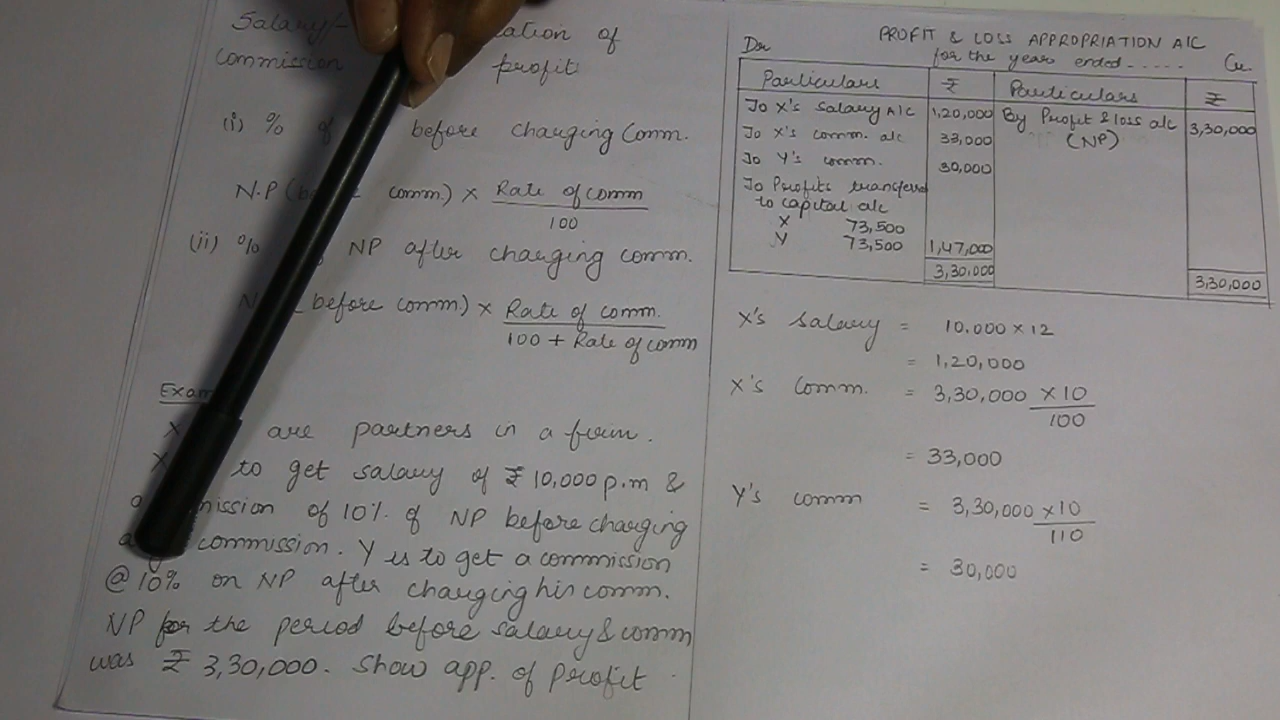 Salary/-
ation of
commission
profit
(i) % of before charging Comm.
N.P ( comm.) × Rate of comm
100
(ii) % NP after charging comm.
before comm.) × Rate of comm.
100 + Rate of comm
Exam
X are partners in a firm.
X to get salary of ₹ 10,000 p.m &
mission of 10% of NP before charging
commission. Y is to get a commission
@ 10% on NP after charging his comm.
NP for the period before salary & comm
was ₹ 3,30,000. Show app. of Profit
PROFIT & LOSS APPROPRIATION A/C
Dr for the years ended ..... Cr.
Particulars ₹ Particulars ₹
To X's Salary A/C 1,20,000 By Profit & loss a/c 3,30,000
To X's comm. a/c 33,000 (NP)
To Y's comm. 30,000
To Profits transferred
to capital a/c
X 73,500
Y 73,500 1,47,000
3,30,000 3,30,000
X's salary = 10.000 × 12
= 1,20,000
X's Comm. = 3,30,000 × 10
100
= 33,000
Y's comm = 3,30,000 × 10
110
= 30,000